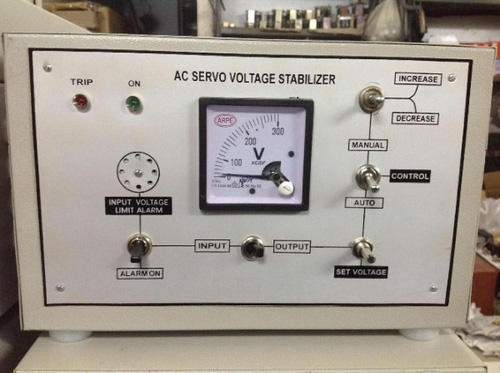 TRIP ON
AC SERVO VOLTAGE STABILIZER
INCREASE
DECREASE
ARPE
0
100
200
300
V
MANUAL
CONTROL
AUTO
INPUT VOLTAGE
LIMIT ALARM
INPUT
OUTPUT
ALARM ON
SET VOLTAGE